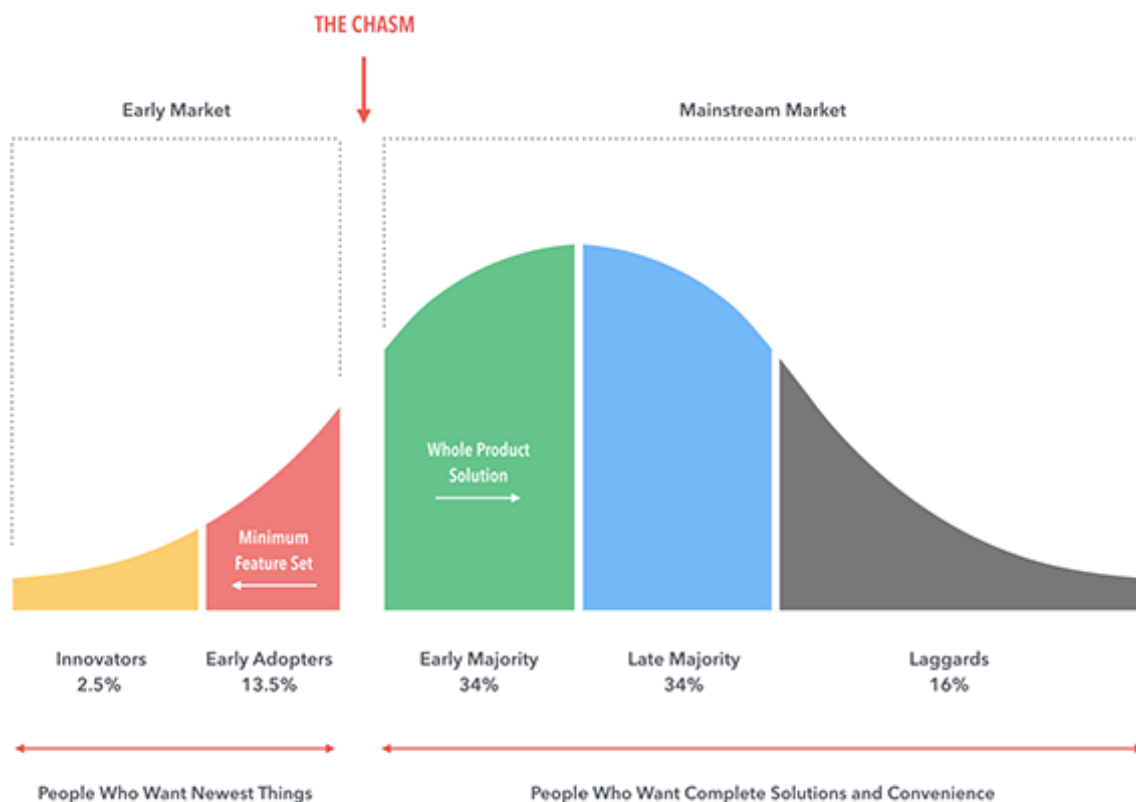 THE CHASM
Early Market
Mainstream Market
Whole Product
Solution
Minimum
Feature Set
Innovators
2.5%
Early Adopters
13.5%
Early Majority
34%
Late Majority
34%
Laggards
16%
People Who Want Newest Things
People Who Want Complete Solutions and Convenience